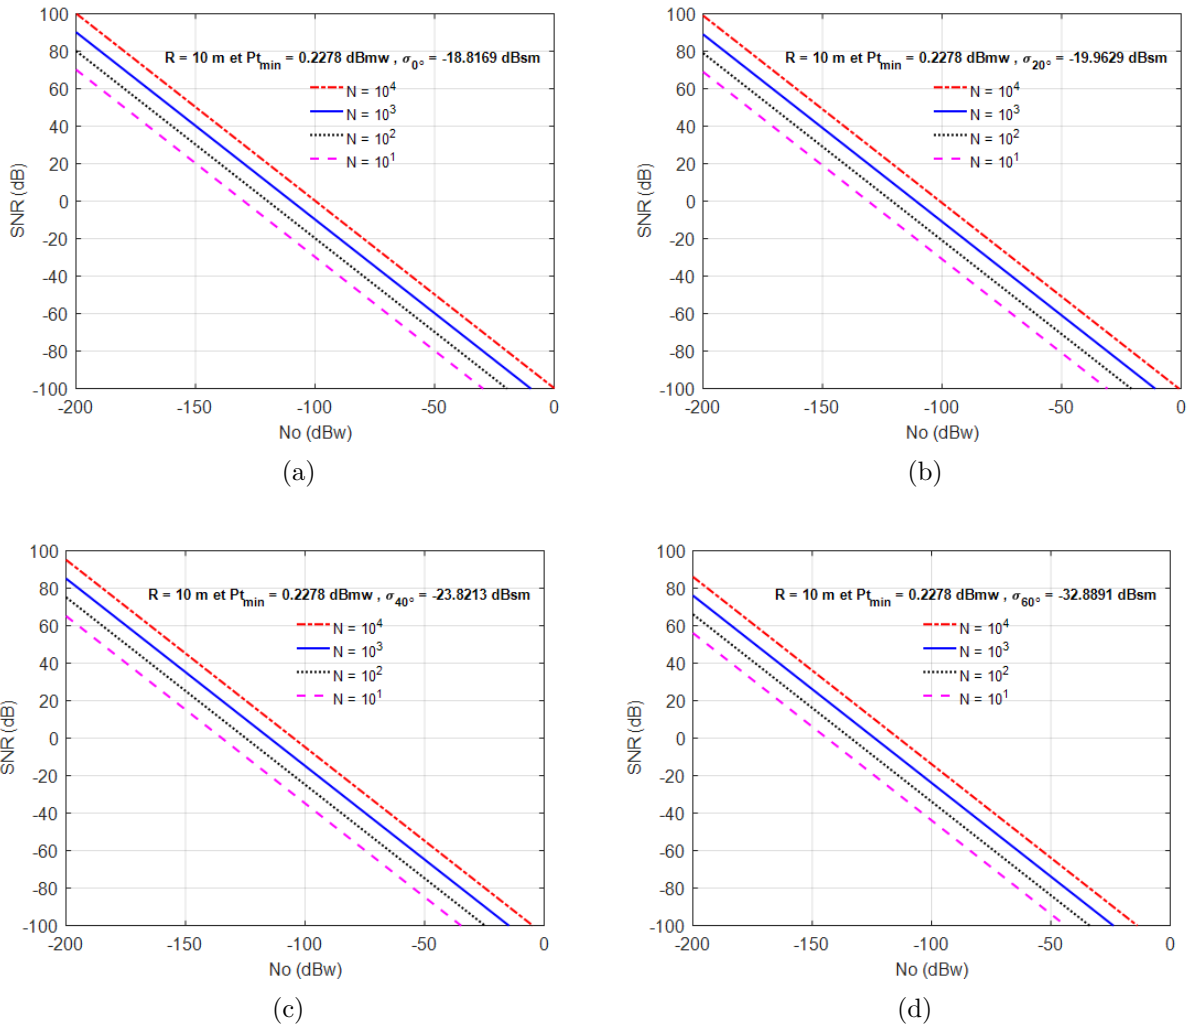 100
80
60
40
20
0
-20
-40
-60
-80
-100
SNR (dB)
R = 10 m et Pt_min = 0.2278 dBmw , σ_0° = -18.8169 dBsm
N = 10^4
N = 10^3
N = 10^2
N = 10^1
-200 -150 -100 -50 0
No (dBw)
(a)
100
80
60
40
20
0
-20
-40
-60
-80
-100
SNR (dB)
R = 10 m et Pt_min = 0.2278 dBmw , σ_20° = -19.9629 dBsm
N = 10^4
N = 10^3
N = 10^2
N = 10^1
-200 -150 -100 -50 0
No (dBw)
(b)
100
80
60
40
20
0
-20
-40
-60
-80
-100
SNR (dB)
R = 10 m et Pt_min = 0.2278 dBmw , σ_40° = -23.8213 dBsm
N = 10^4
N = 10^3
N = 10^2
N = 10^1
-200 -150 -100 -50 0
No (dBw)
(c)
100
80
60
40
20
0
-20
-40
-60
-80
-100
SNR (dB)
R = 10 m et Pt_min = 0.2278 dBmw , σ_60° = -32.8891 dBsm
N = 10^4
N = 10^3
N = 10^2
N = 10^1
-200 -150 -100 -50 0
No (dBw)
(d)